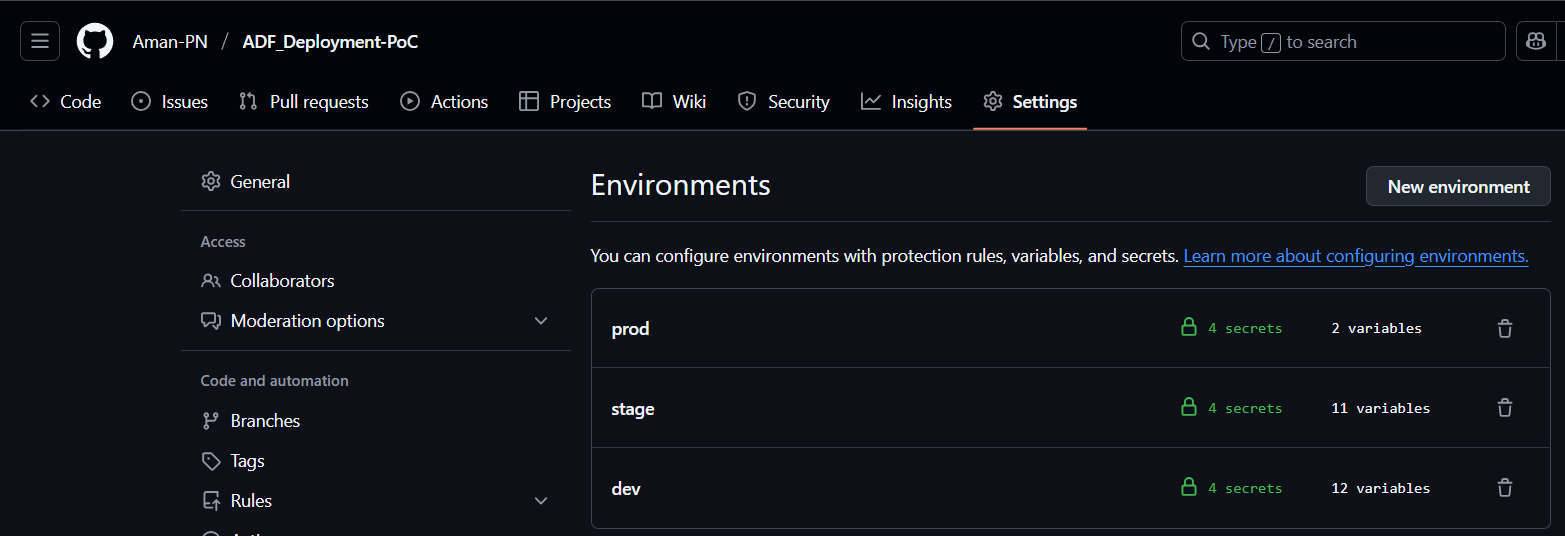 Aman-PN / ADF_Deployment-PoC
Type / to search
Code Issues Pull requests Actions Projects Wiki Security Insights Settings
General
Access
Collaborators
Moderation options
Code and automation
Branches
Tags
Rules
Environments
New environment
You can configure environments with protection rules, variables, and secrets. Learn more about configuring environments.
prod 4 secrets 2 variables
stage 4 secrets 11 variables
dev 4 secrets 12 variables